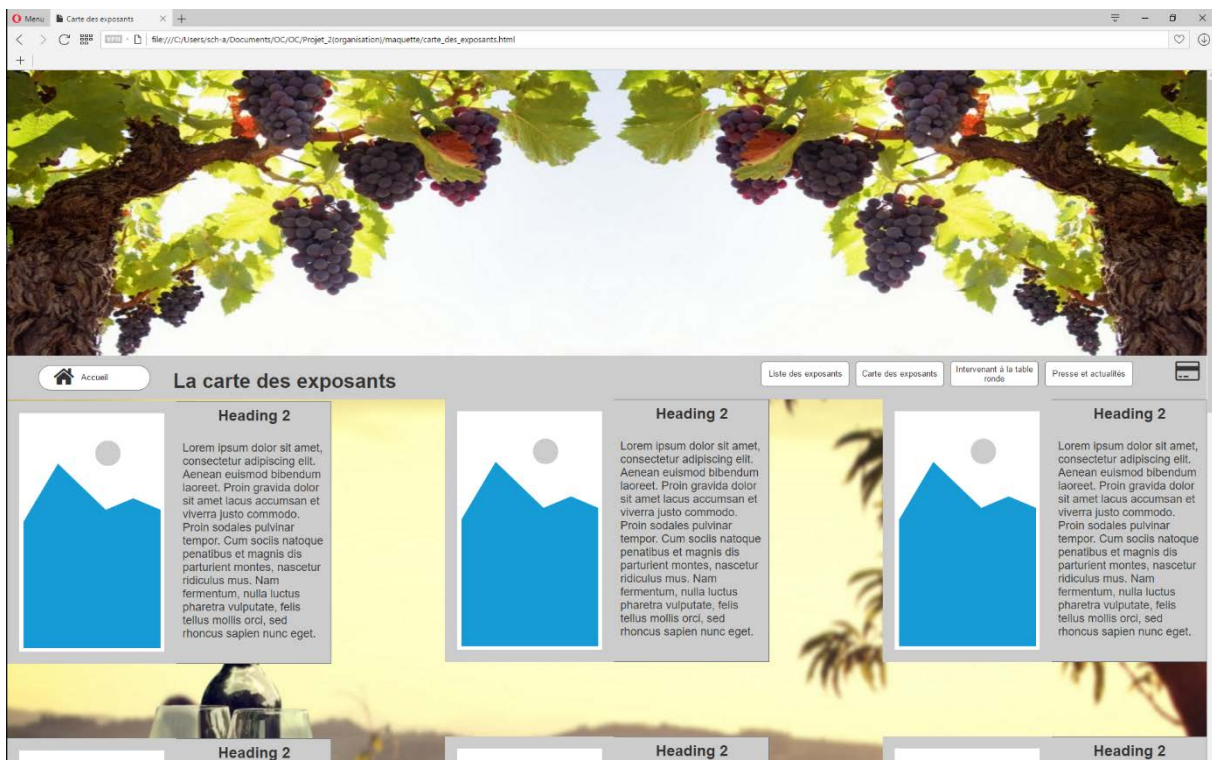 Menu
Carte des exposants
VPN
file:///C:/Users/sch-a/Documents/OC/OC/Projet_2(organisation)/maquette/carte_des_exposants.html
Accueil
La carte des exposants
Liste des exposants
Carte des exposants
Intervenant à la table
ronde
Presse et actualités
Heading 2
Lorem ipsum dolor sit amet,
consectetur adipiscing elit.
Aenean euismod bibendum
laoreet. Proin gravida dolor
sit amet lacus accumsan et
viverra justo commodo.
Proin sodales pulvinar
tempor. Cum sociis natoque
penatibus et magnis dis
parturient montes, nascetur
ridiculus mus. Nam
fermentum, nulla luctus
pharetra vulputate, felis
tellus mollis orci, sed
rhoncus sapien nunc eget.
Heading 2
Lorem ipsum dolor sit amet,
consectetur adipiscing elit.
Aenean euismod bibendum
laoreet. Proin gravida dolor
sit amet lacus accumsan et
viverra justo commodo.
Proin sodales pulvinar
tempor. Cum sociis natoque
penatibus et magnis dis
parturient montes, nascetur
ridiculus mus. Nam
fermentum, nulla luctus
pharetra vulputate, felis
tellus mollis orci, sed
rhoncus sapien nunc eget.
Heading 2
Lorem ipsum dolor sit amet,
consectetur adipiscing elit.
Aenean euismod bibendum
laoreet. Proin gravida dolor
sit amet lacus accumsan et
viverra justo commodo.
Proin sodales pulvinar
tempor. Cum sociis natoque
penatibus et magnis dis
parturient montes, nascetur
ridiculus mus. Nam
fermentum, nulla luctus
pharetra vulputate, felis
tellus mollis orci, sed
rhoncus sapien nunc eget.
Heading 2
Heading 2
Heading 2